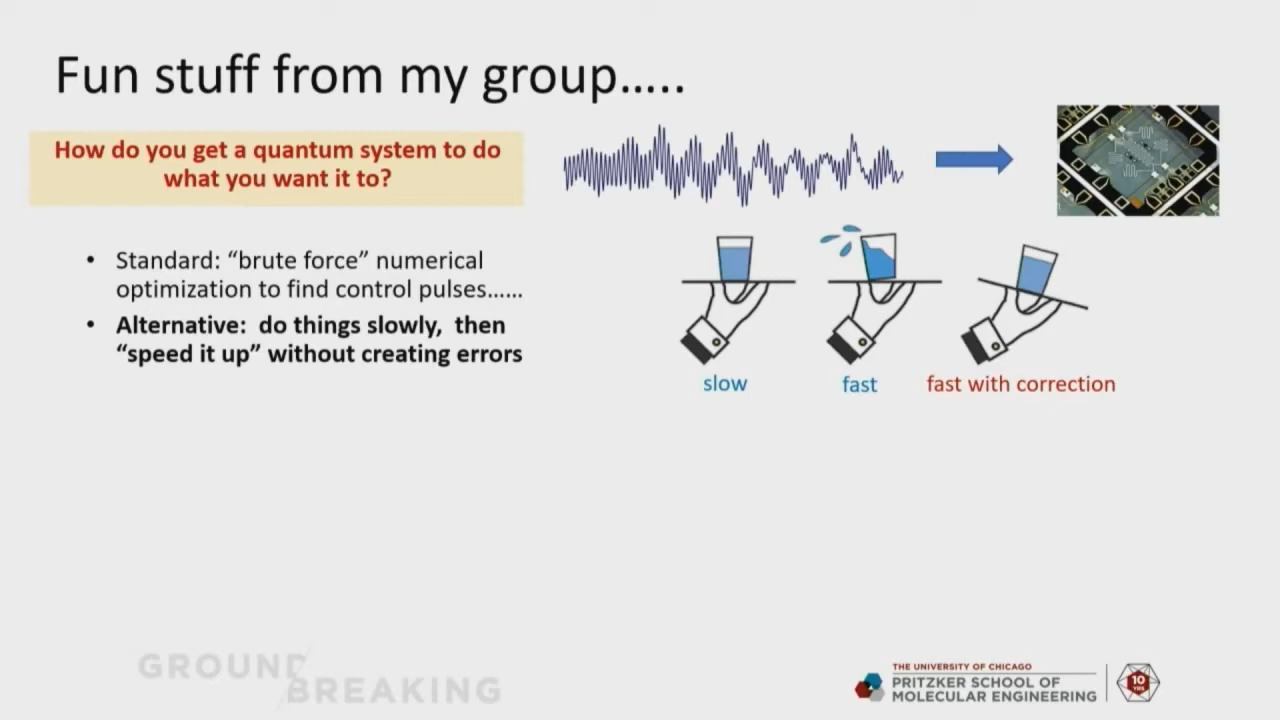 Fun stuff from my group.....
How do you get a quantum system to do
what you want it to?
• Standard: “brute force” numerical
optimization to find control pulses......
• Alternative: do things slowly, then
“speed it up” without creating errors
slow
fast
fast with correction
GROUND
BREAKING
THE UNIVERSITY OF CHICAGO
PRITZKER SCHOOL OF
MOLECULAR ENGINEERING
10
YRS